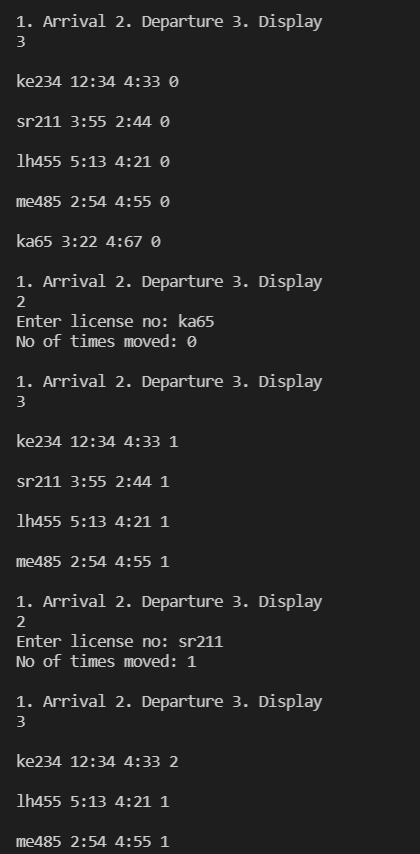 1. Arrival 2. Departure 3. Display
3
ke234 12:34 4:33 0
sr211 3:55 2:44 0
lh455 5:13 4:21 0
me485 2:54 4:55 0
ka65 3:22 4:67 0
1. Arrival 2. Departure 3. Display
2
Enter license no: ka65
No of times moved: 0
1. Arrival 2. Departure 3. Display
3
ke234 12:34 4:33 1
sr211 3:55 2:44 1
lh455 5:13 4:21 1
me485 2:54 4:55 1
1. Arrival 2. Departure 3. Display
2
Enter license no: sr211
No of times moved: 1
1. Arrival 2. Departure 3. Display
3
ke234 12:34 4:33 2
lh455 5:13 4:21 1
me485 2:54 4:55 1